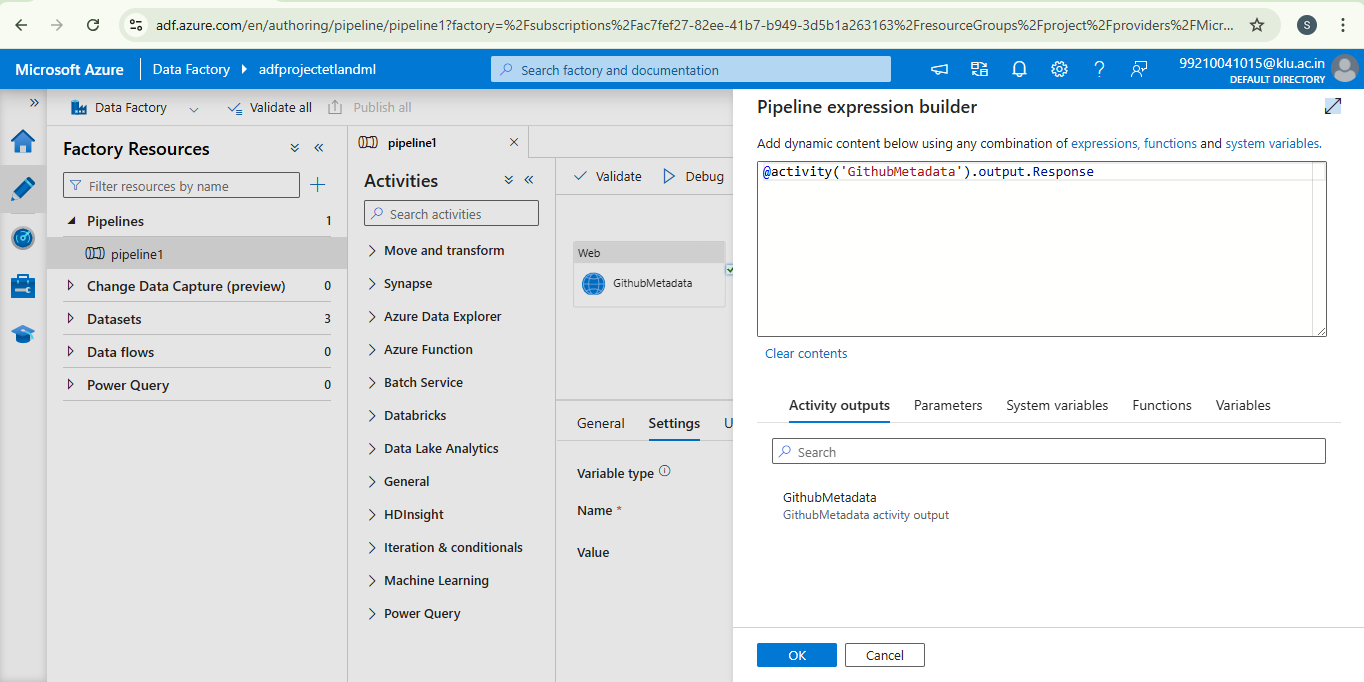 adf.azure.com/en/authoring/pipeline/pipeline1?factory=%2Fsubscriptions%2Fac7fef27-82ee-41b7-b949-3d5b1a263163%2FresourceGroups%2Fproject%2Fproviders%2FMicr...
S
Microsoft Azure
Data Factory
adfprojectetlandml
Search factory and documentation
99210041015@klu.ac.in
DEFAULT DIRECTORY
Data Factory
Validate all
Publish all
Factory Resources
Filter resources by name
Pipelines 1
pipeline1
Change Data Capture (preview) 0
Datasets 3
Data flows 0
Power Query 0
pipeline1
Activities
Search activities
Move and transform
Synapse
Azure Data Explorer
Azure Function
Batch Service
Databricks
Data Lake Analytics
General
HDInsight
Iteration & conditionals
Machine Learning
Power Query
Validate
Debug
Web
GithubMetadata
General
Settings
U
Variable type
Name *
Value
Pipeline expression builder
Add dynamic content below using any combination of expressions, functions and system variables.
@activity('GithubMetadata').output.Response
Clear contents
Activity outputs
Parameters
System variables
Functions
Variables
Search
GithubMetadata
GithubMetadata activity output
OK
Cancel